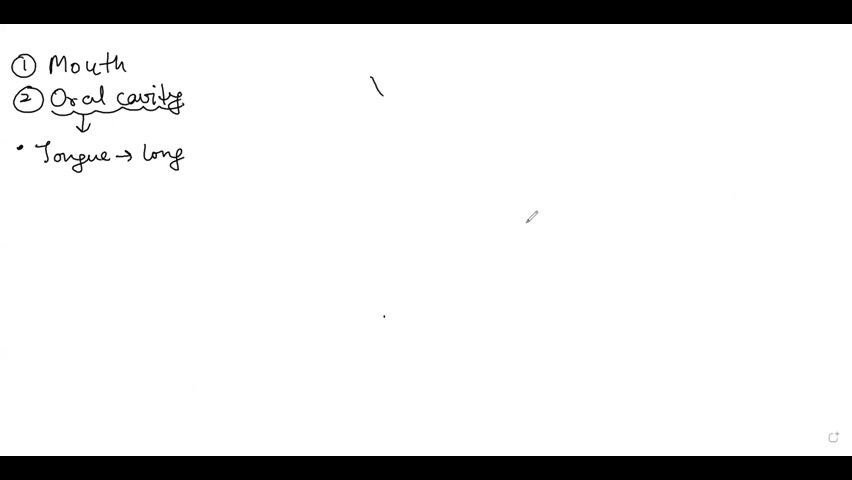 ① Mouth
② Oral cavity
• Tongue → long